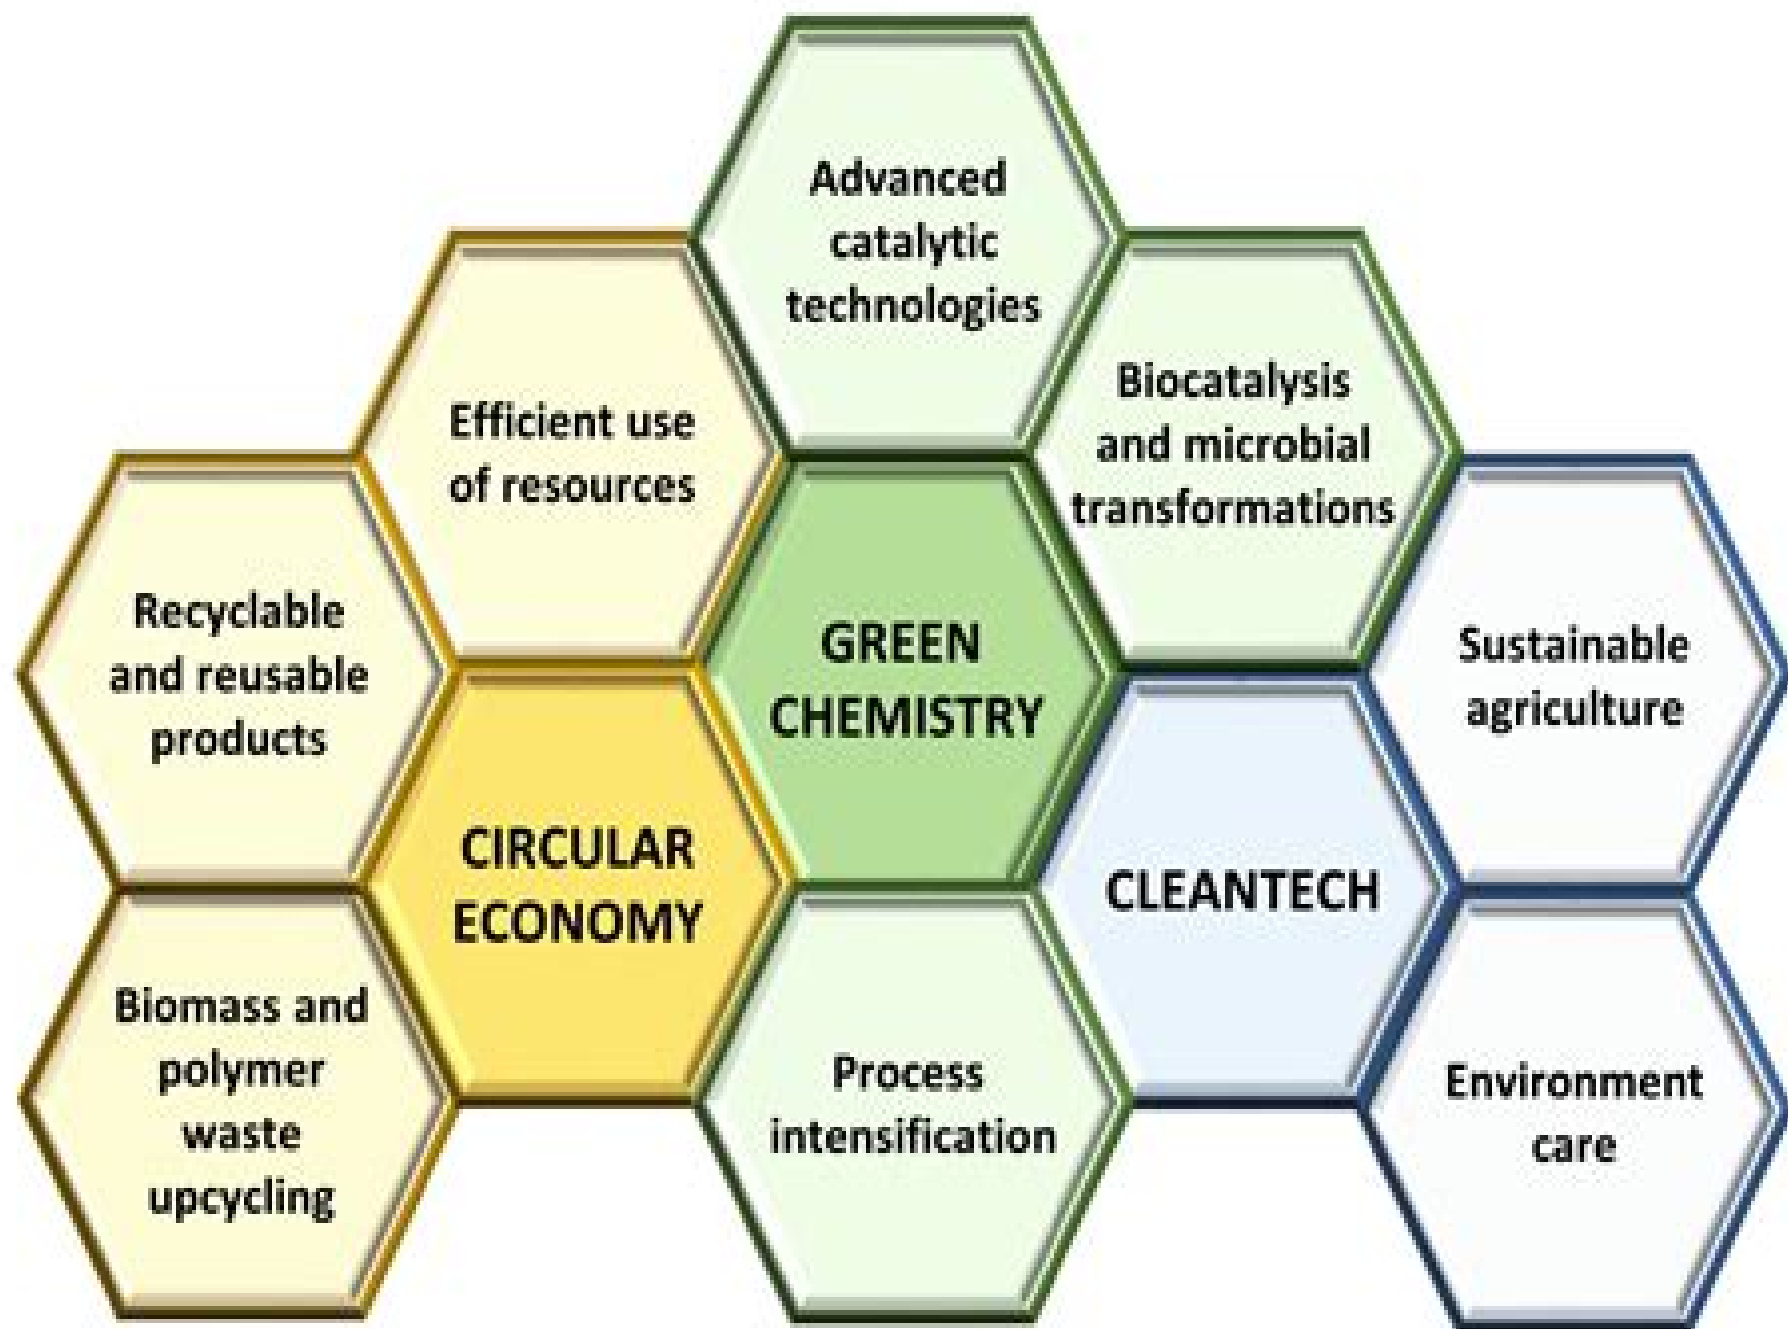 Advanced
catalytic
technologies
Efficient use
of resources
Biocatalysis
and microbial
transformations
Recyclable
and reusable
products
GREEN
CHEMISTRY
Sustainable
agriculture
CIRCULAR
ECONOMY
CLEANTECH
Biomass and
polymer
waste
upcycling
Process
intensification
Environment
care